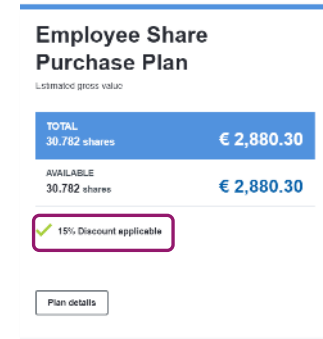 Employee Share
Purchase Plan
Estimated gross value
TOTAL
30.782 shares
€ 2,880.30
AVAILABLE
30.782 shares
€ 2,880.30
15% Discount applicable
Plan details